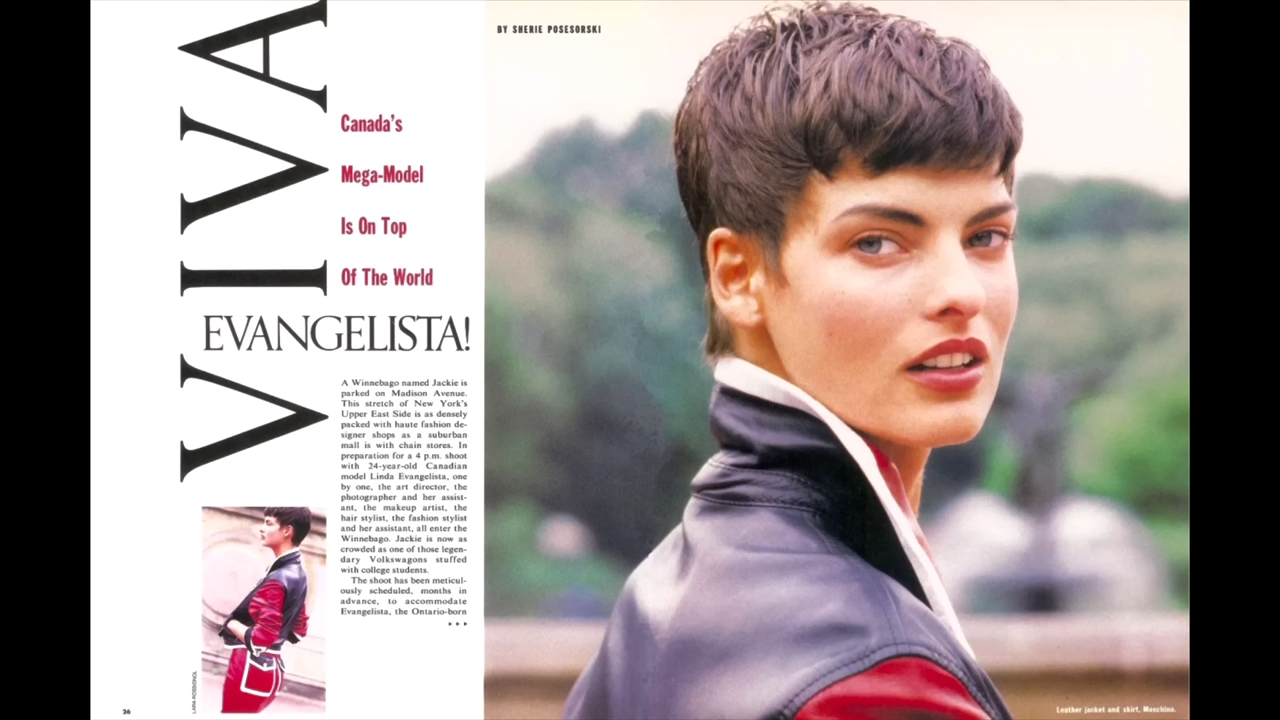 VIVA
EVANGELISTA!
Canada's
Mega-Model
Is On Top
Of The World
BY SHERIE POSESORSKI
A Winnebago named Jackie is
parked on Madison Avenue.
This stretch of New York's
Upper East Side is as densely
packed with haute fashion de-
signer shops as a suburban
mall is with chain stores. In
preparation for a 4 p.m. shoot
with 24-year-old Canadian
model Linda Evangelista, one
by one, the art director, the
photographer and her assist-
ant, the makeup artist, the
hair stylist, the fashion stylist
and her assistant, all enter the
Winnebago. Jackie is now as
crowded as one of those legen-
dary Volkswagons stuffed
with college students.
The shoot has been meticul-
ously scheduled, months in
advance, to accommodate
Evangelista, the Ontario-born
LARA ROSSIGNOL
26
Leather jacket and skirt, Moschino.